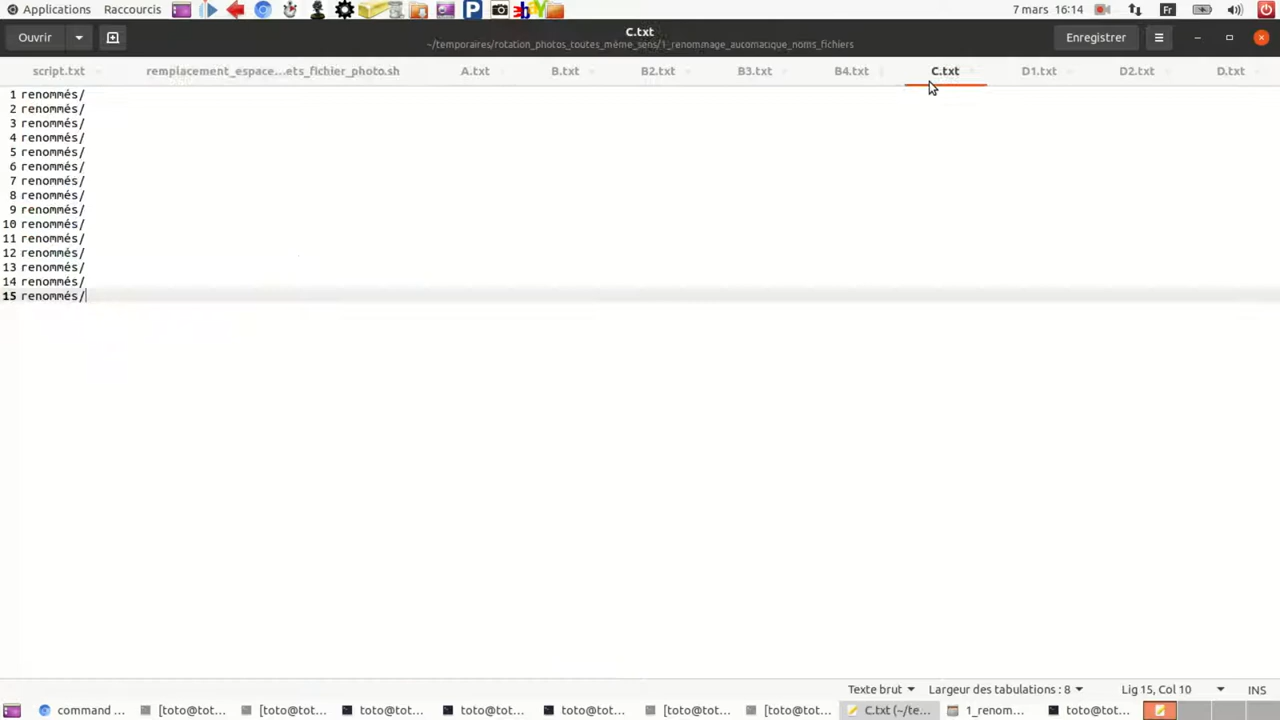 Applications Raccourcis P Y 7 mars 16:14 Fr
Ouvrir C.txt Enregistrer
~/temporaires/rotation_photos_toutes_même_sens/1_renommage_automatique_noms_fichiers
script.txt remplacement_espace...ets_fichier_photo.sh A.txt B.txt B2.txt B3.txt B4.txt C.txt D1.txt D2.txt D.txt
1 renommés/
2 renommés/
3 renommés/
4 renommés/
5 renommés/
6 renommés/
7 renommés/
8 renommés/
9 renommés/
10 renommés/
11 renommés/
12 renommés/
13 renommés/
14 renommés/
15 renommés/
Texte brut Largeur des tabulations : 8 Lig 15, Col 10 INS
command ... [toto@tot... [toto@tot... toto@tot... toto@tot... toto@tot... [toto@tot... [toto@tot... C.txt (~/te... 1_renom... toto@tot...